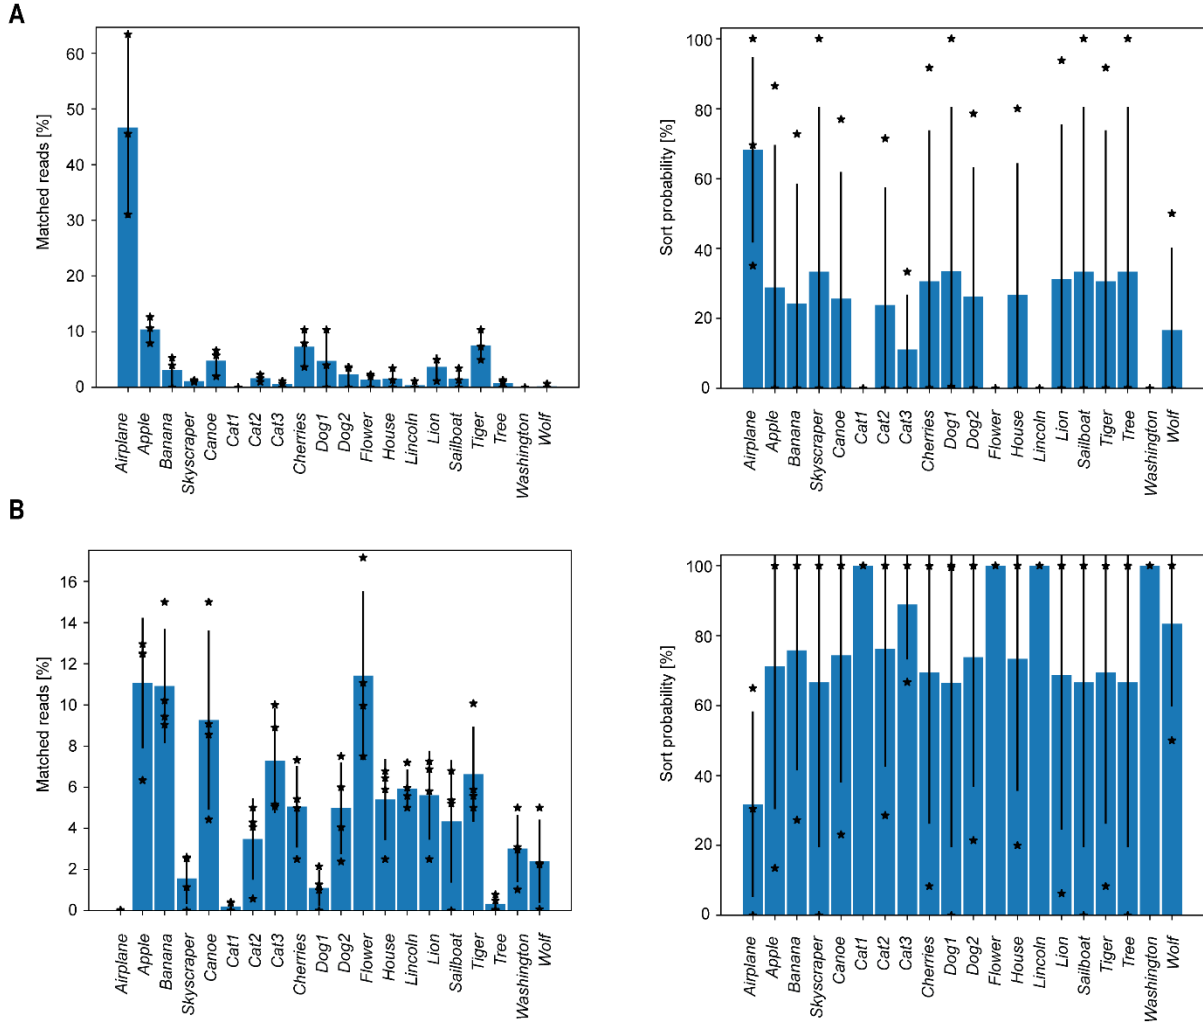 A
Matched reads [%]
60
50
40
30
20
10
0
Airplane
Apple
Banana
Skyscraper
Canoe
Cat1
Cat2
Cat3
Cherries
Dog1
Dog2
Flower
House
Lincoln
Lion
Sailboat
Tiger
Tree
Washington
Wolf
Sort probability [%]
100
80
60
40
20
0
Airplane
Apple
Banana
Skyscraper
Canoe
Cat1
Cat2
Cat3
Cherries
Dog1
Dog2
Flower
House
Lincoln
Lion
Sailboat
Tiger
Tree
Washington
Wolf
B
Matched reads [%]
16
14
12
10
8
6
4
2
0
Airplane
Apple
Banana
Skyscraper
Canoe
Cat1
Cat2
Cat3
Cherries
Dog1
Dog2
Flower
House
Lincoln
Lion
Sailboat
Tiger
Tree
Washington
Wolf
Sort probability [%]
100
80
60
40
20
0
Airplane
Apple
Banana
Skyscraper
Canoe
Cat1
Cat2
Cat3
Cherries
Dog1
Dog2
Flower
House
Lincoln
Lion
Sailboat
Tiger
Tree
Washington
Wolf